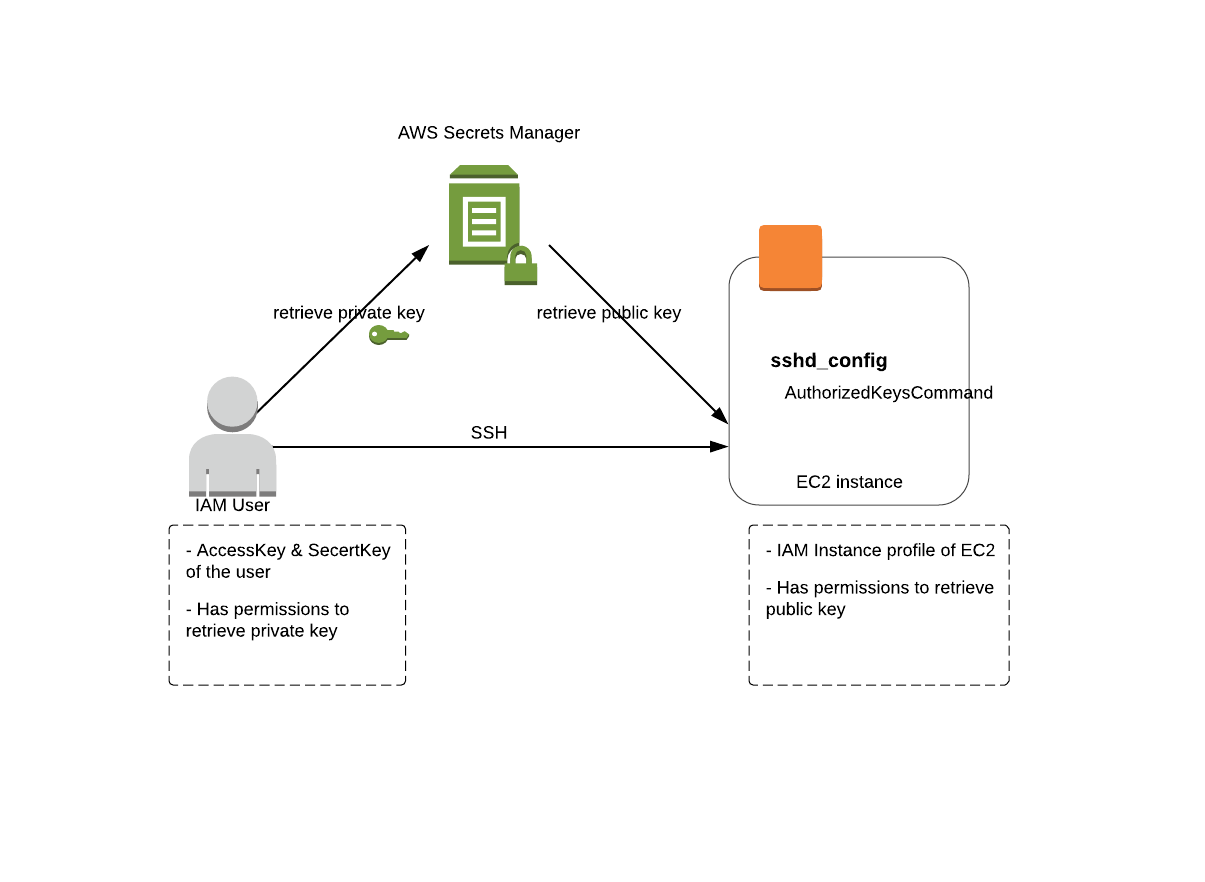 AWS Secrets Manager
retrieve private key
retrieve public key
sshd_config
AuthorizedKeysCommand
SSH
EC2 instance
IAM User
- AccessKey & SecertKey
of the user
- Has permissions to
retrieve private key
- IAM Instance profile of EC2
- Has permissions to retrieve
public key